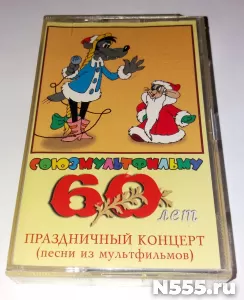 СОЮЗМУЛЬТФИЛЬМУ
60
лет
ПРАЗДНИЧНЫЙ КОНЦЕРТ
(песни из мультфильмов)
N555.ru